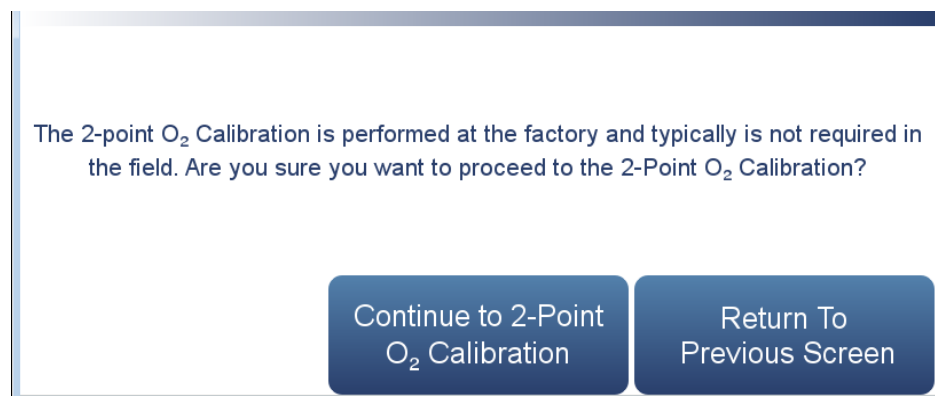 The 2-point O₂ Calibration is performed at the factory and typically is not required in
the field. Are you sure you want to proceed to the 2-Point O₂ Calibration?
Continue to 2-Point
O₂ Calibration
Return To
Previous Screen